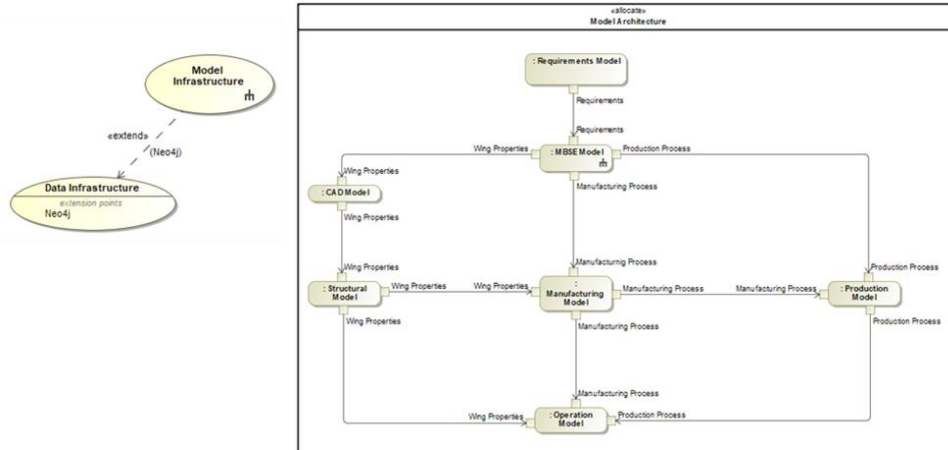 Model
Infrastructure
«extend»
(Neo4j)
Data Infrastructure
extension points
Neo4j
«allocate»
Model Architecture
: Requirements Model
Requirements
Requirements
Wing Properties
: MBSE Model
Production Process
Wing Properties
Manufacturing Process
: CAD Model
Wing Properties
Wing Properties
Manufacturnig Process
Production Process
: Structural
Model
Wing Properties
Wing Properties
:
Manufacturing
Model
Manufacturing Process
Manufacturing Process
: Production
Model
Wing Properties
Manufacturing Process
Production Process
Manufacturing Process
Wing Properties
: Operation
Model
Production Process